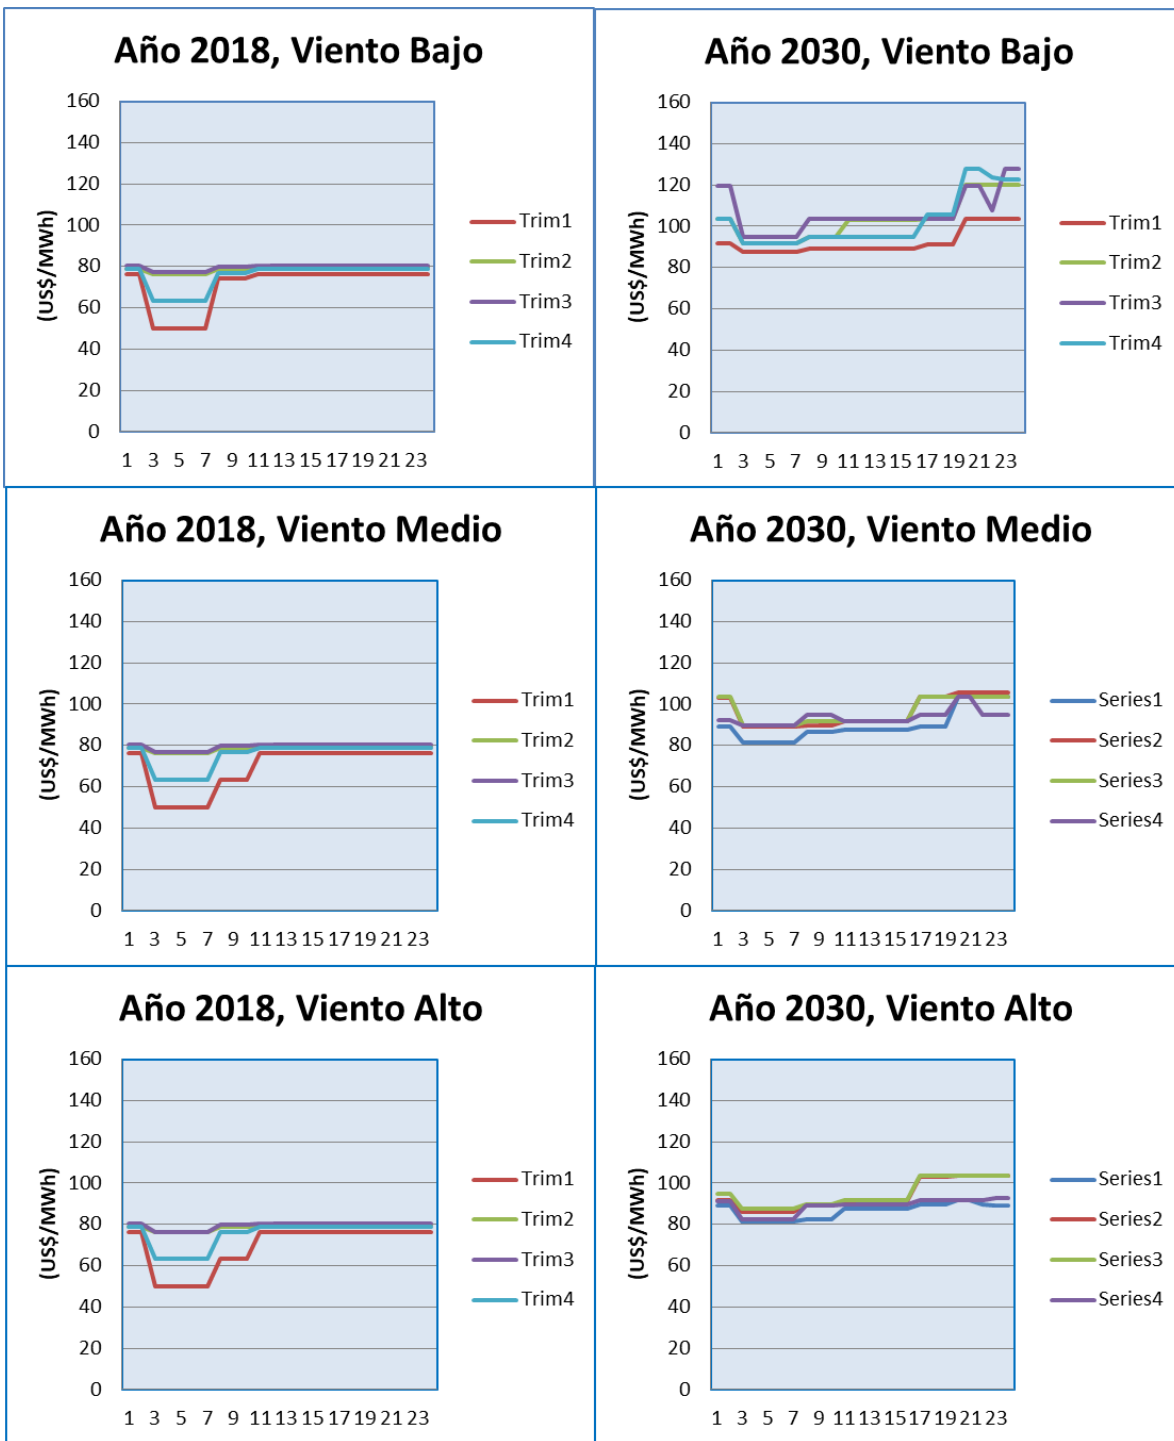 Año 2018, Viento Bajo
160
140
120
100
80
60
40
20
0
(US$/MWh)
1 3 5 7 9 11 13 15 17 19 21 23
Trim1
Trim2
Trim3
Trim4
Año 2030, Viento Bajo
160
140
120
100
80
60
40
20
0
(US$/MWh)
1 3 5 7 9 11 13 15 17 19 21 23
Trim1
Trim2
Trim3
Trim4
Año 2018, Viento Medio
160
140
120
100
80
60
40
20
0
(US$/MWh)
1 3 5 7 9 11 13 15 17 19 21 23
Trim1
Trim2
Trim3
Trim4
Año 2030, Viento Medio
160
140
120
100
80
60
40
20
0
(US$/MWh)
1 3 5 7 9 11 13 15 17 19 21 23
Series1
Series2
Series3
Series4
Año 2018, Viento Alto
160
140
120
100
80
60
40
20
0
(US$/MWh)
1 3 5 7 9 11 13 15 17 19 21 23
Trim1
Trim2
Trim3
Trim4
Año 2030, Viento Alto
160
140
120
100
80
60
40
20
0
(US$/MWh)
1 3 5 7 9 11 13 15 17 19 21 23
Series1
Series2
Series3
Series4